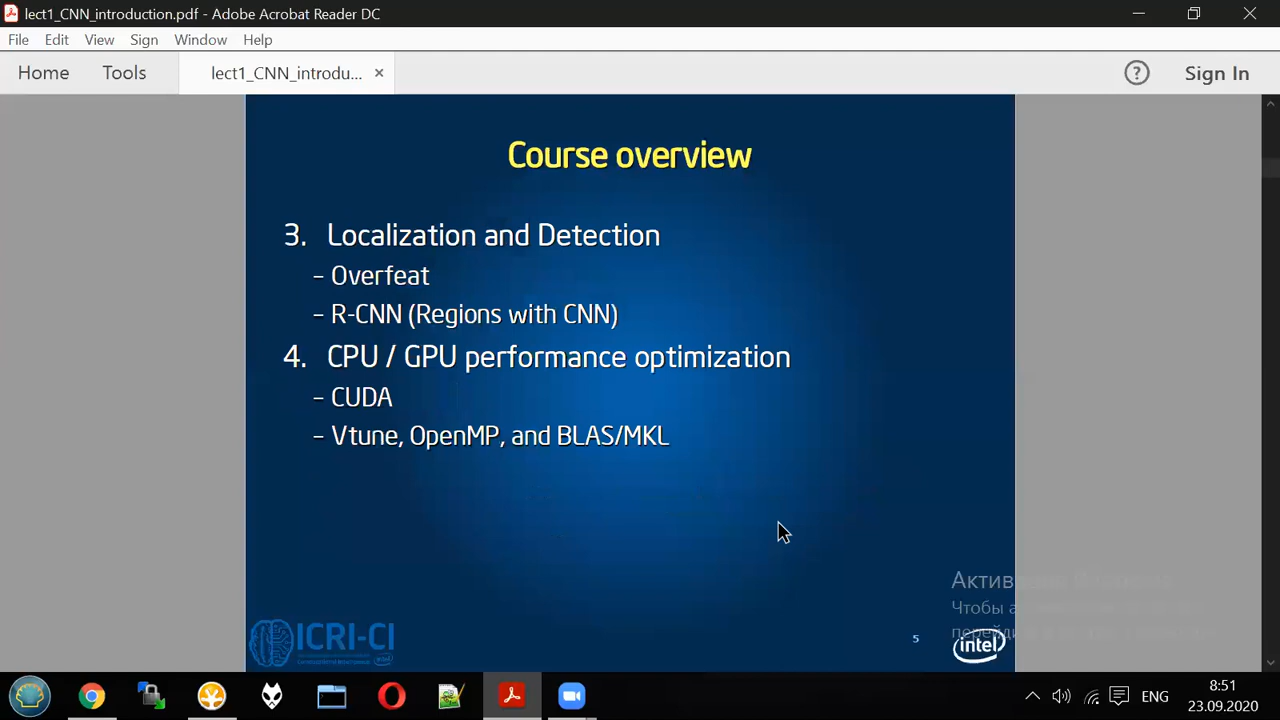 lect1_CNN_introduction.pdf - Adobe Acrobat Reader DC
File Edit View Sign Window Help
Home Tools lect1_CNN_introdu... × ? Sign In
Course overview
3. Localization and Detection
– Overfeat
– R-CNN (Regions with CNN)
4. CPU / GPU performance optimization
– CUDA
– Vtune, OpenMP, and BLAS/MKL
Чтобы
ICRI-CI
5
intel
ENG
8:51
23.09.2020